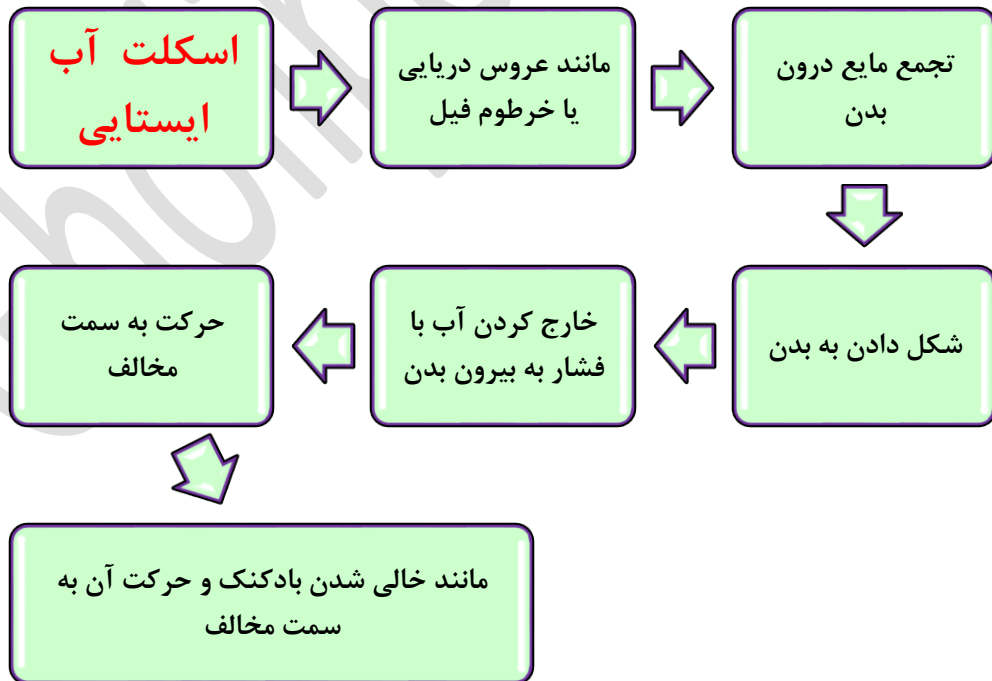 اسکلت آب
ایستایی
مانند عروس دریایی
یا خرطوم فیل
تجمع مایع درون
بدن
شکل دادن به بدن
خارج کردن آب با
فشار به بیرون بدن
حرکت به سمت
مخالف
مانند خالی شدن بادکنک و حرکت آن به
سمت مخالف